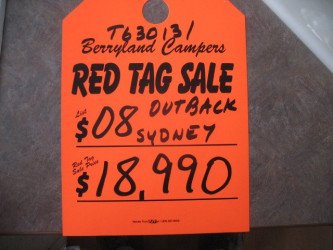 T630131
Berryland Campers
RED TAG SALE
List
$08 OUTBACK
SYDNEY
Red Tag
Sale Price
$18,990